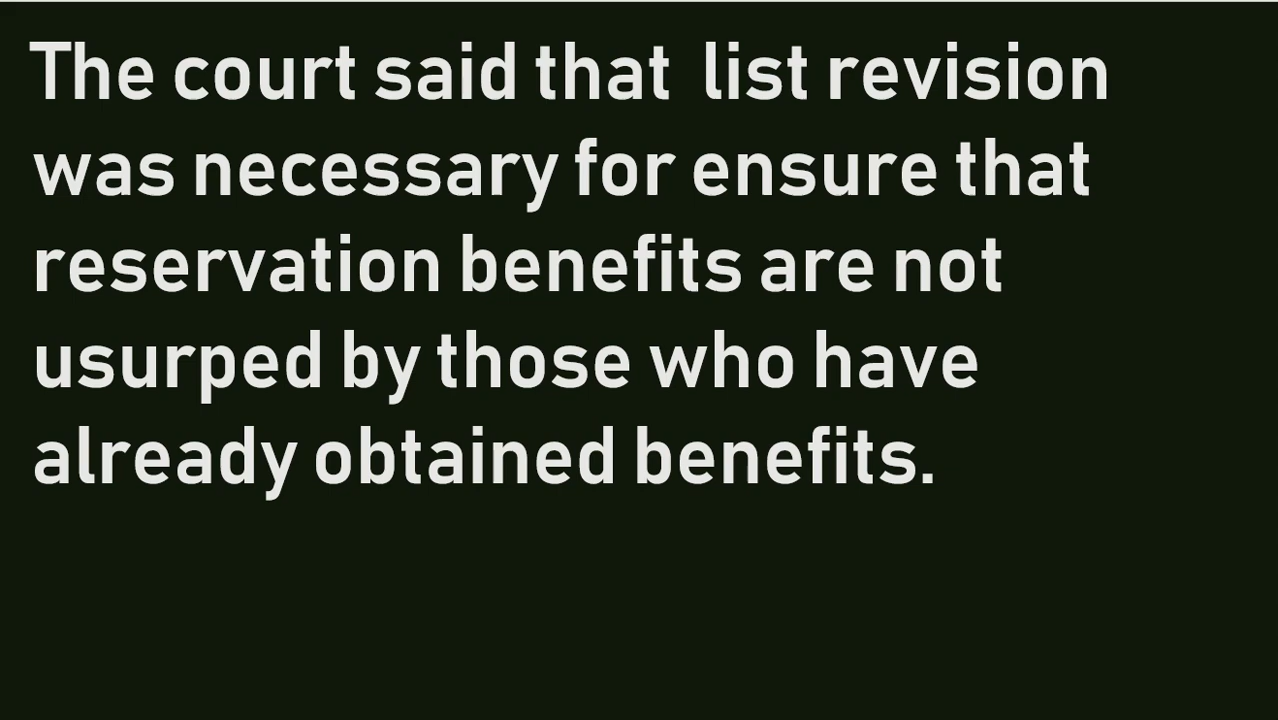 The court said that  list revision
was necessary for ensure that
reservation benefits are not
usurped by those who have
already obtained benefits.